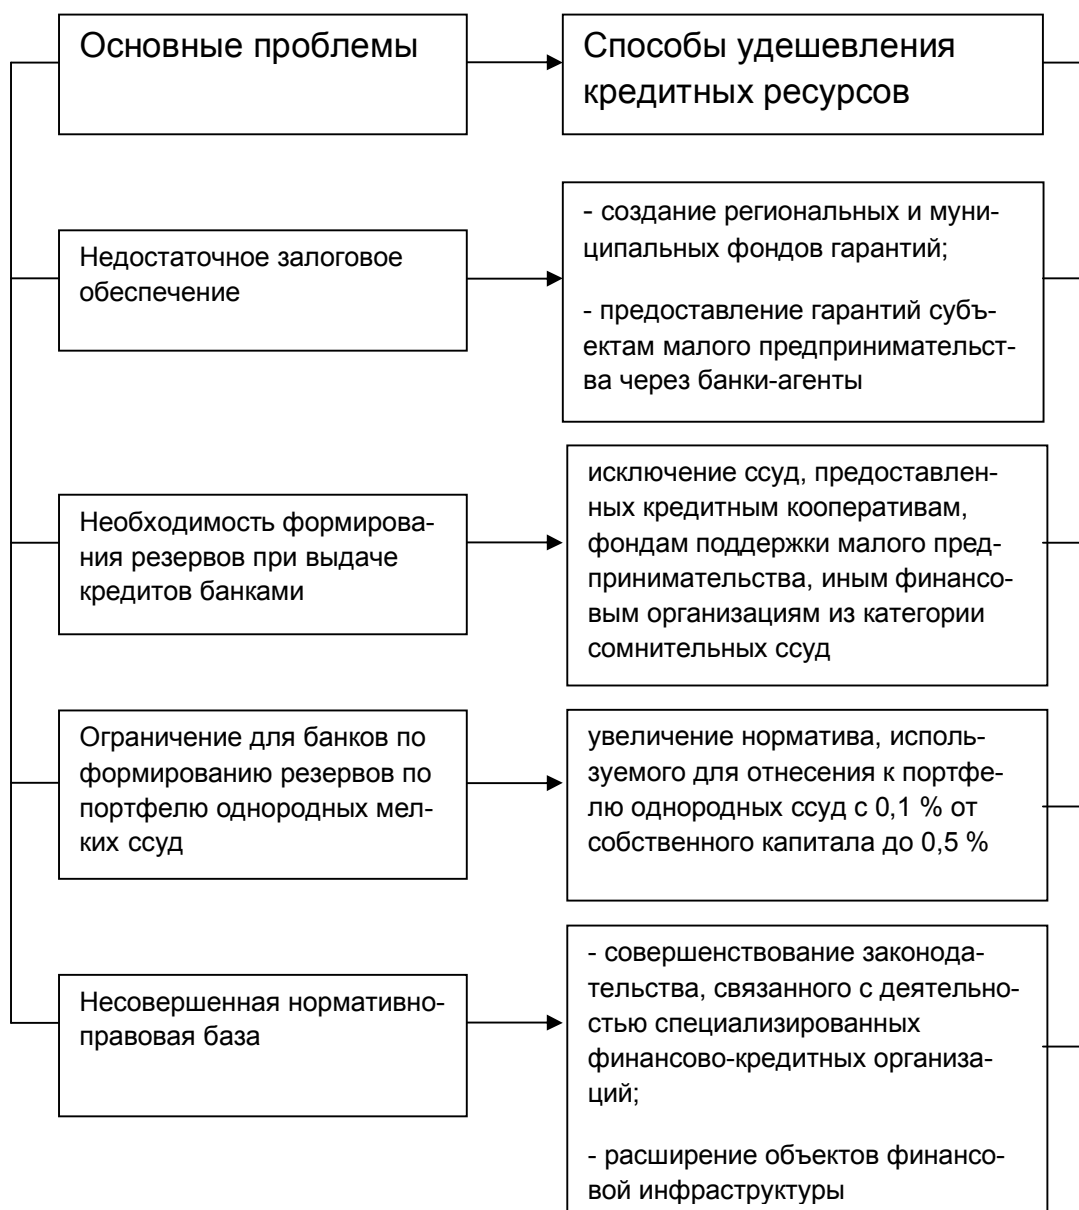 Основные проблемы
Способы удешевления
кредитных ресурсов
Недостаточное залоговое
обеспечение
- создание региональных и муни-
ципальных фондов гарантий;
- предоставление гарантий субъ-
ектам малого предпринимательст-
ва через банки-агенты
Необходимость формирова-
ния резервов при выдаче
кредитов банками
исключение ссуд, предоставлен-
ных кредитным кооперативам,
фондам поддержки малого пред-
принимательства, иным финансо-
вым организациям из категории
сомнительных ссуд
Ограничение для банков по
формированию резервов по
портфелю однородных мел-
ких ссуд
увеличение норматива, исполь-
зуемого для отнесения к портфе-
лю однородных ссуд с 0,1 % от
собственного капитала до 0,5 %
Несовершенная нормативно-
правовая база
- совершенствование законода-
тельства, связанного с деятельно-
стью специализированных
финансово-кредитных организа-
ций;
- расширение объектов финансо-
вой инфраструктуры